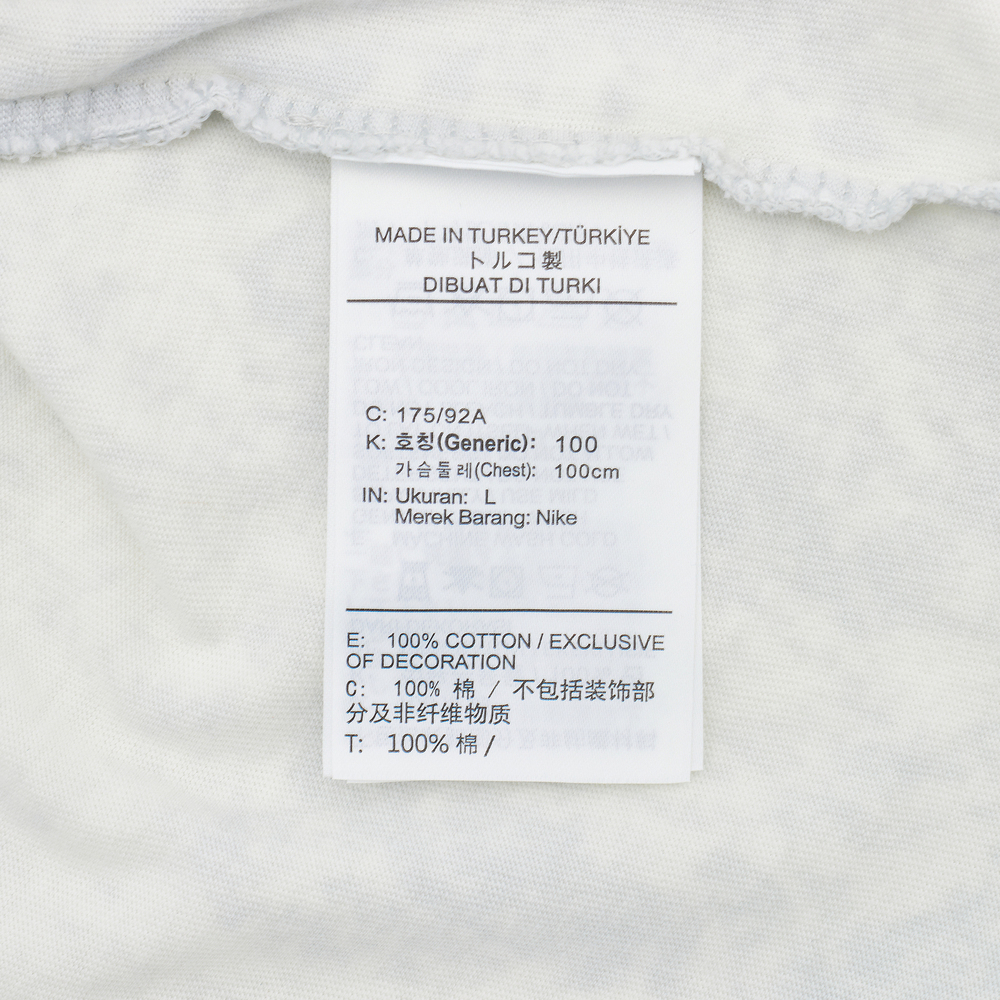 MADE IN TURKEY/TÜRKİYE
トルコ製
DIBUAT DI TURKI
C: 175/92A
K: 호칭(Generic): 100
가슴둘레(Chest): 100cm
IN: Ukuran: L
Merek Barang: Nike
E: 100% COTTON / EXCLUSIVE
OF DECORATION
C: 100% 棉 / 不包括装饰部
分及非纤维物质
T: 100% 棉 /